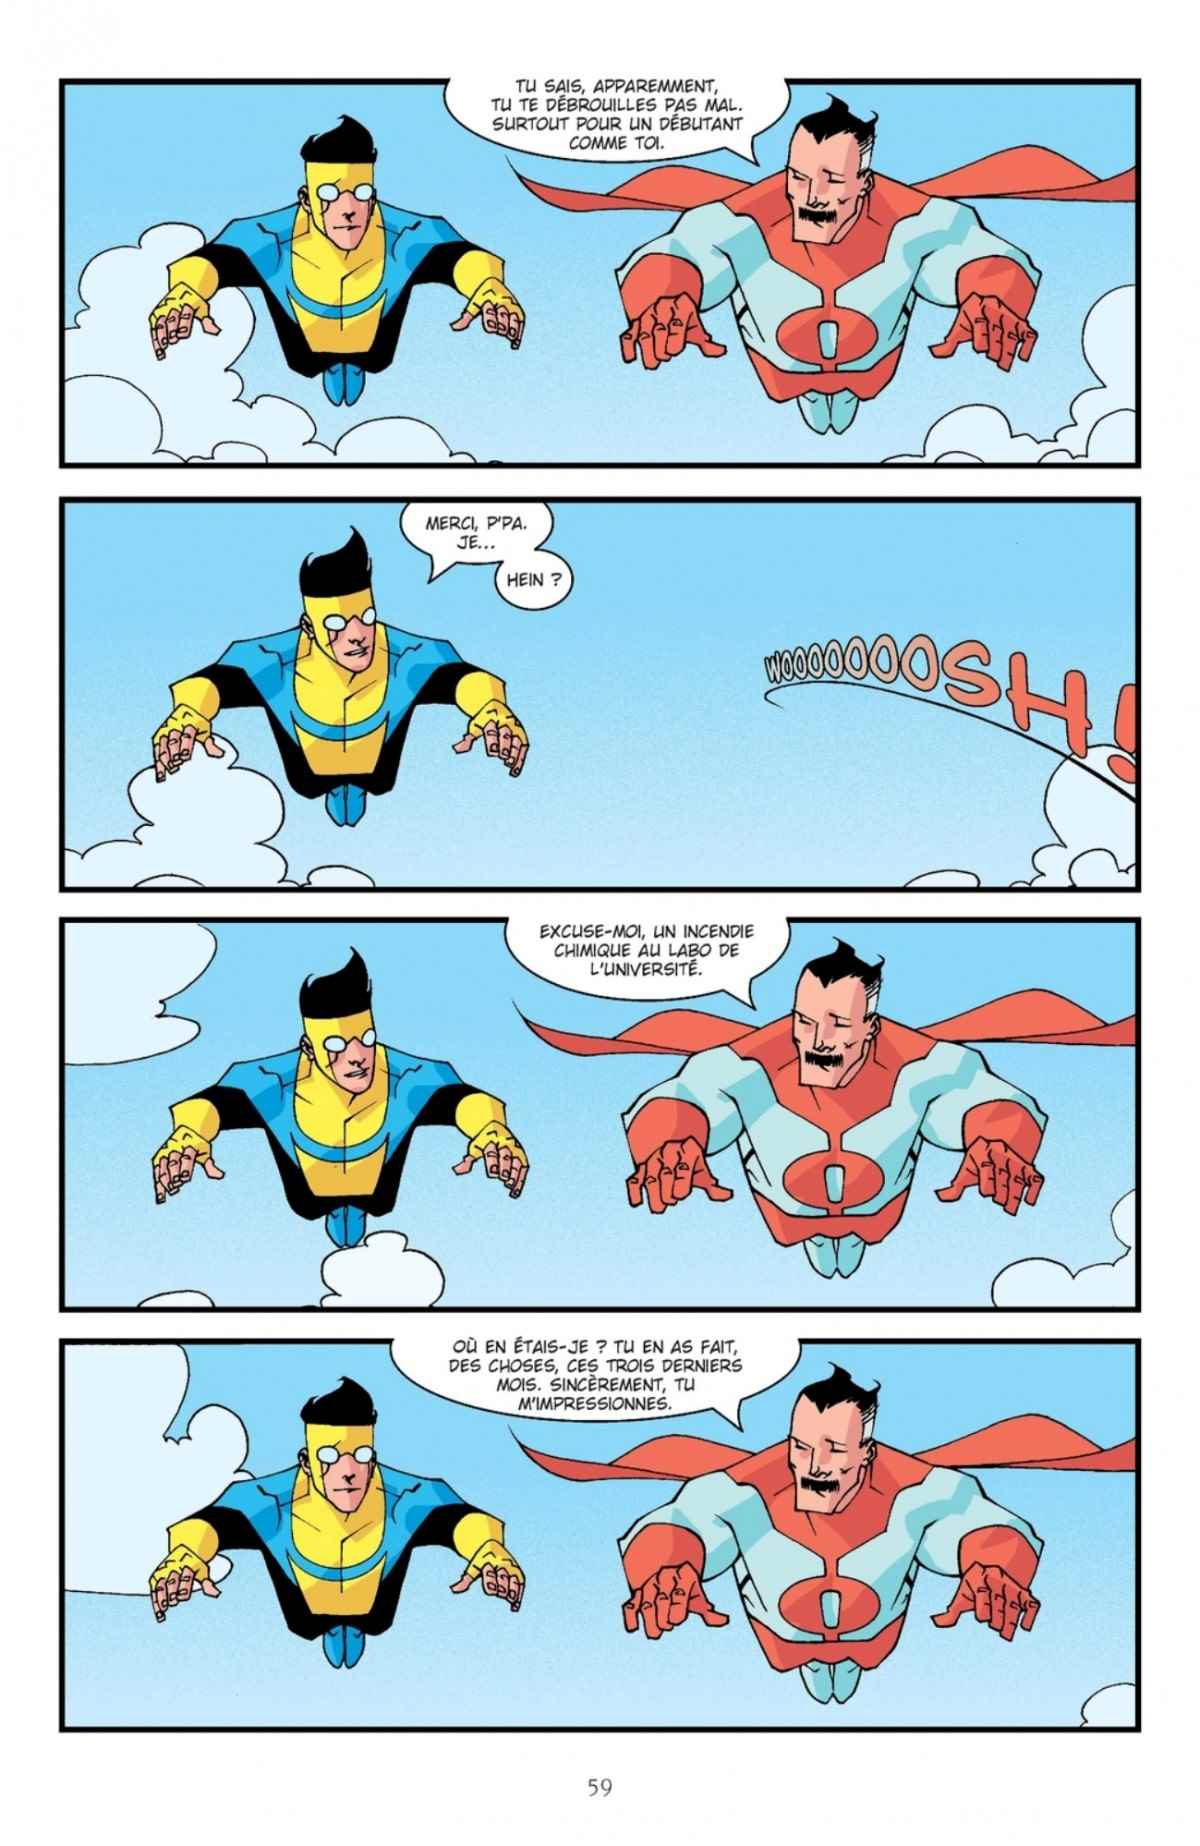 TU SAIS, APPAREMMENT,
TU TE DÉBROUILLES PAS MAL.
SURTOUT POUR UN DÉBUTANT
COMME TOI.
MERCI, P'PA.
JE...
HEIN ?
WOOOOOOOSH!
EXCUSE-MOI, UN INCENDIE
CHIMIQUE AU LABO DE
L'UNIVERSITÉ.
OÙ EN ÉTAIS-JE ? TU EN AS FAIT,
DES CHOSES, CES TROIS DERNIERS
MOIS. SINCÈREMENT, TU
M'IMPRESSIONNES.
59